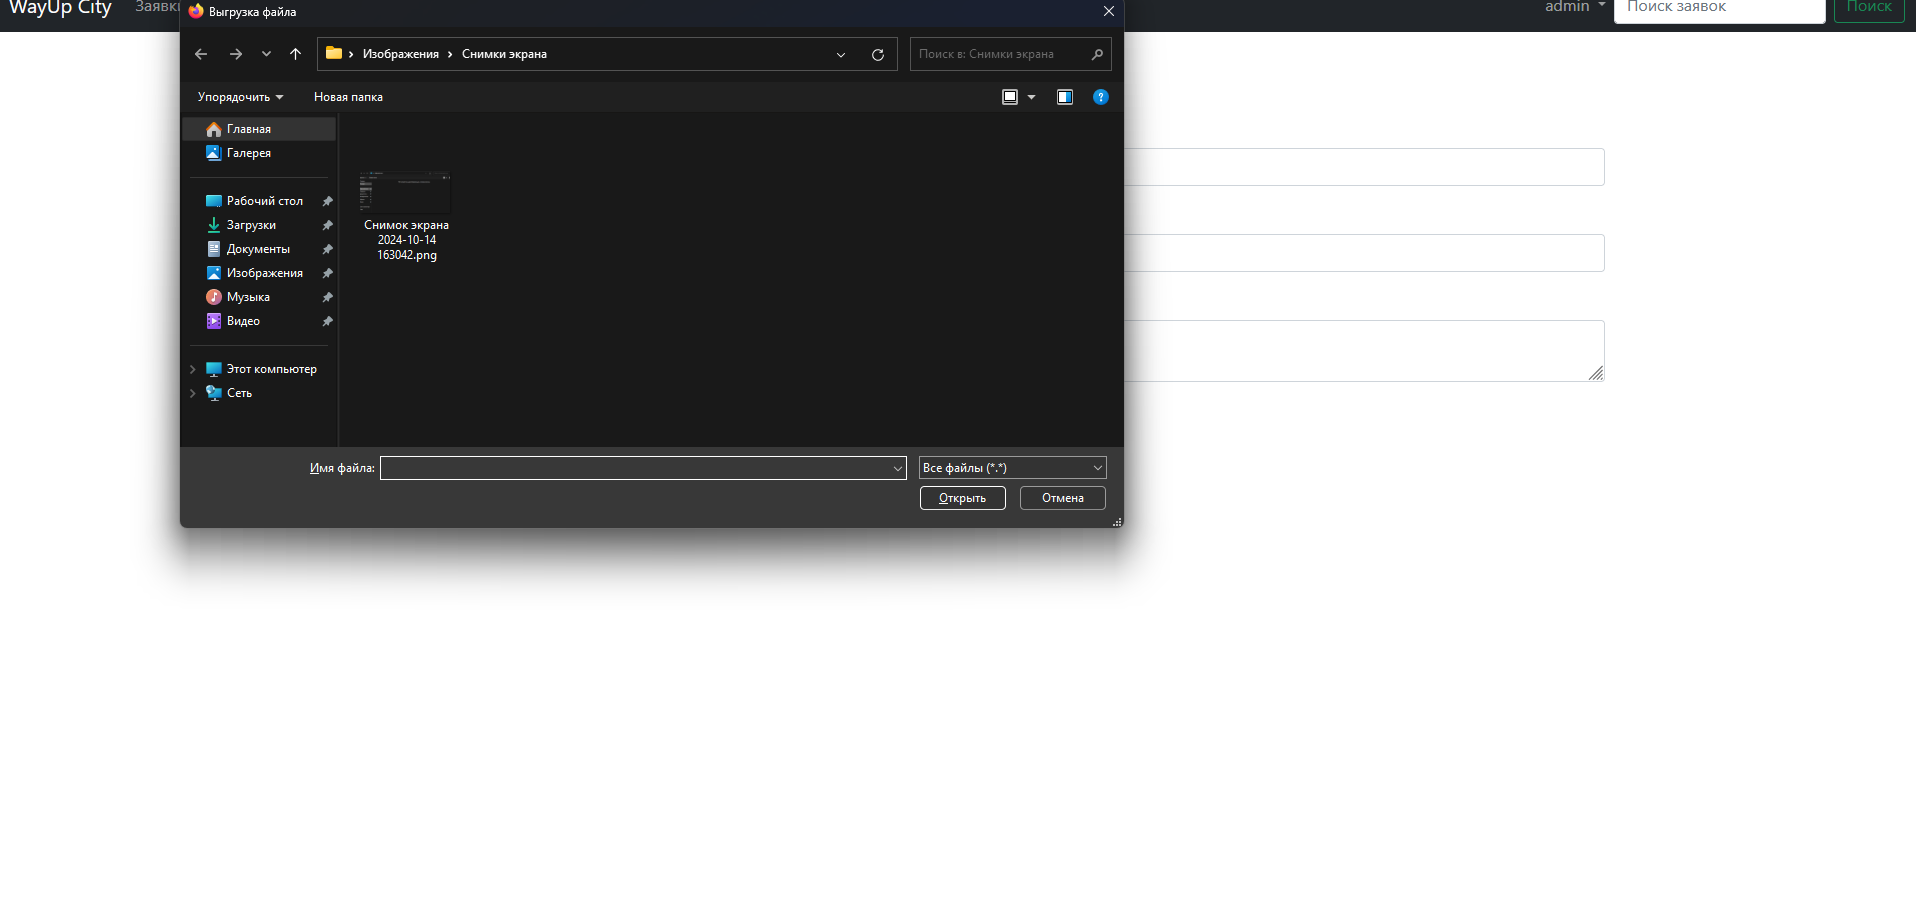 WayUp City
Заявки
admin
Поиск заявок
Поиск
Выгрузка файла
Изображения
Снимки экрана
Поиск в: Снимки экрана
Упорядочить
Новая папка
Главная
Галерея
Рабочий стол
Загрузки
Документы
Изображения
Музыка
Видео
Этот компьютер
Сеть
Снимок экрана
2024-10-14
163042.png
Имя файла:
Все файлы (*.*)
Открыть
Отмена